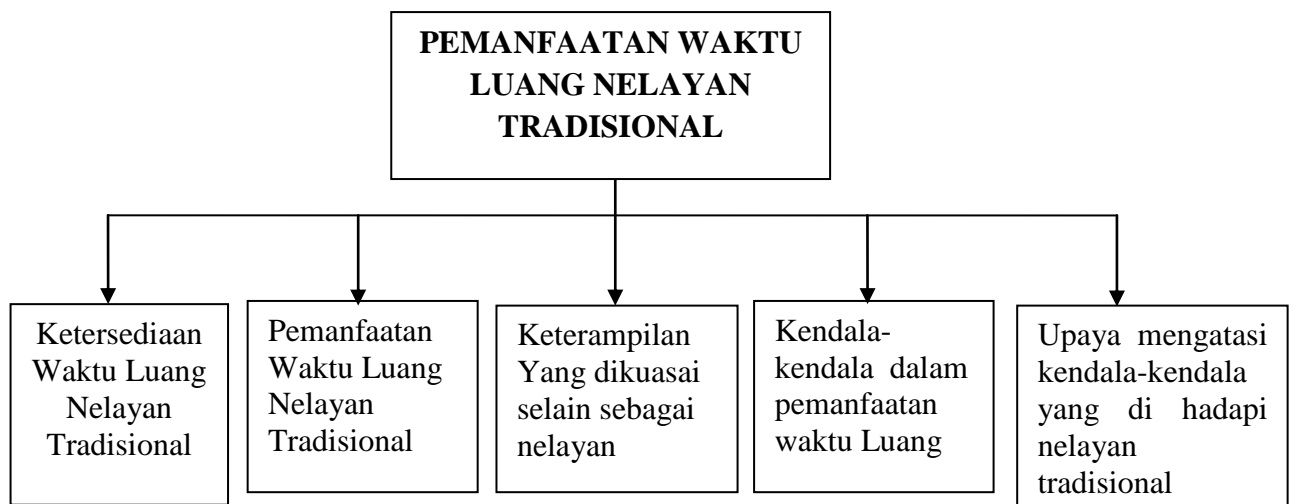 PEMANFAATAN WAKTU
LUANG NELAYAN
TRADISIONAL
Ketersediaan
Waktu Luang
Nelayan
Tradisional
Pemanfaatan
Waktu Luang
Nelayan
Tradisional
Keterampilan
Yang dikuasai
selain sebagai
nelayan
Kendala-
kendala dalam
pemanfaatan
waktu Luang
Upaya mengatasi
kendala-kendala
yang di hadapi
nelayan
tradisional